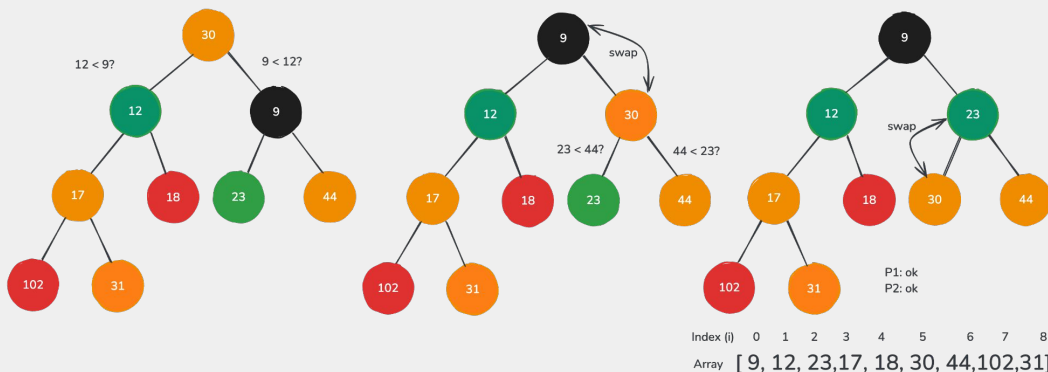 30
12 < 9?
9 < 12?
12
9
17
18
23
44
102
31
9
swap
12
30
23 < 44?
44 < 23?
17
18
23
44
102
31
9
12
swap
23
17
18
30
44
102
31
P1: ok
P2: ok
Index (i) 0 1 2 3 4 5 6 7 8
Array [ 9, 12, 23,17, 18, 30, 44,102,31]